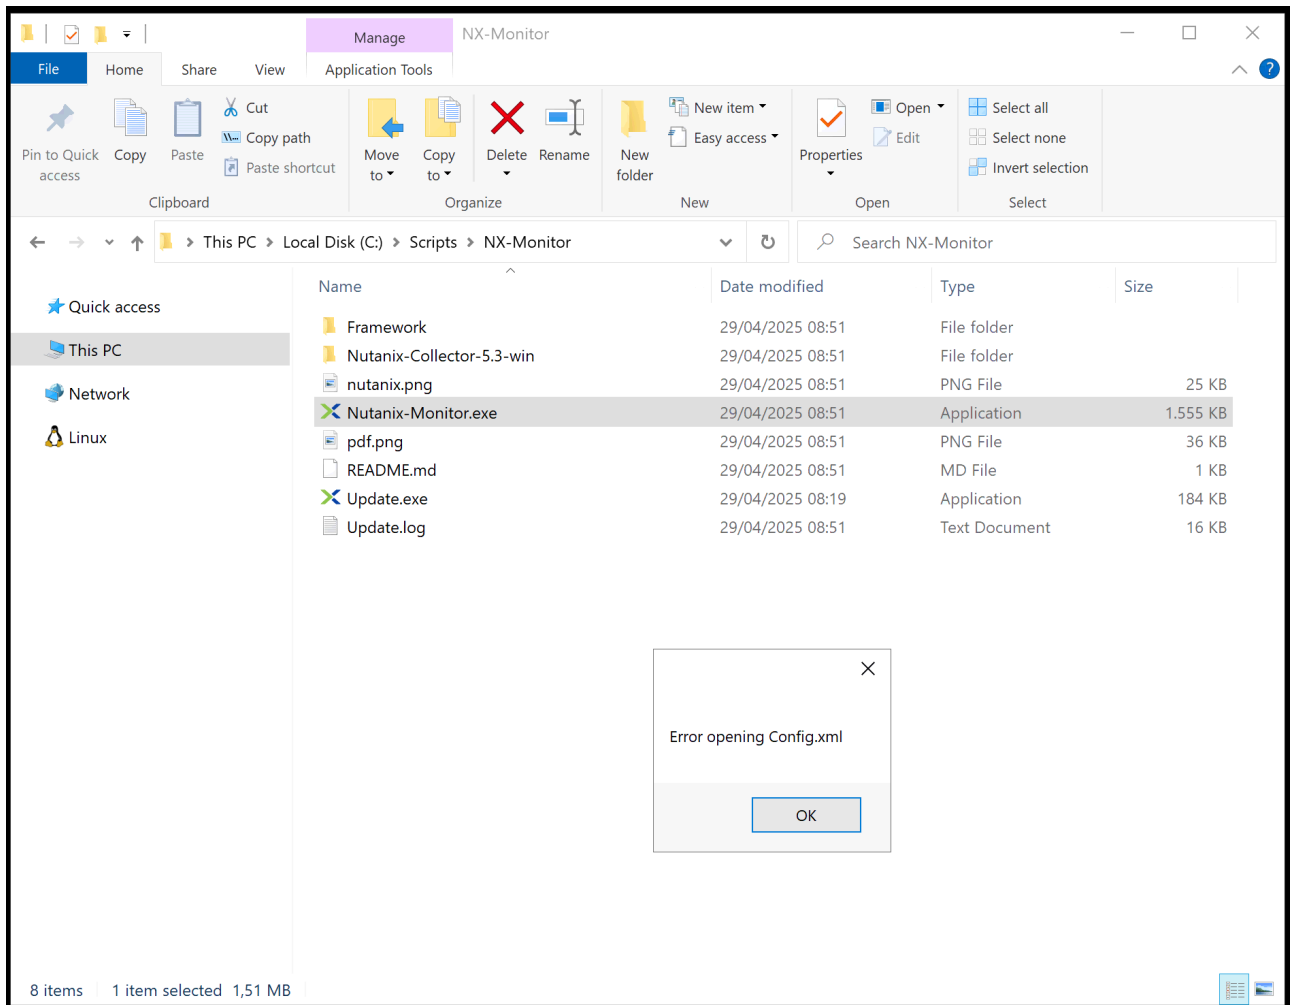 Manage
NX-Monitor
File
Home
Share
View
Application Tools
?
Pin to Quick
access
Copy
Paste
Cut
Copy path
Paste shortcut
Clipboard
Move
to
Copy
to
Delete
Rename
Organize
New
folder
New item
Easy access
New
Properties
Open
Edit
Open
Select all
Select none
Invert selection
Select
This PC
Local Disk (C:)
Scripts
NX-Monitor
Search NX-Monitor
Quick access
This PC
Network
Linux
Name Date modified Type Size
Framework 29/04/2025 08:51 File folder
Nutanix-Collector-5.3-win 29/04/2025 08:51 File folder
nutanix.png 29/04/2025 08:51 PNG File 25 KB
Nutanix-Monitor.exe 29/04/2025 08:51 Application 1.555 KB
pdf.png 29/04/2025 08:51 PNG File 36 KB
README.md 29/04/2025 08:51 MD File 1 KB
Update.exe 29/04/2025 08:19 Application 184 KB
Update.log 29/04/2025 08:51 Text Document 16 KB
Error opening Config.xml
OK
8 items 1 item selected 1,51 MB